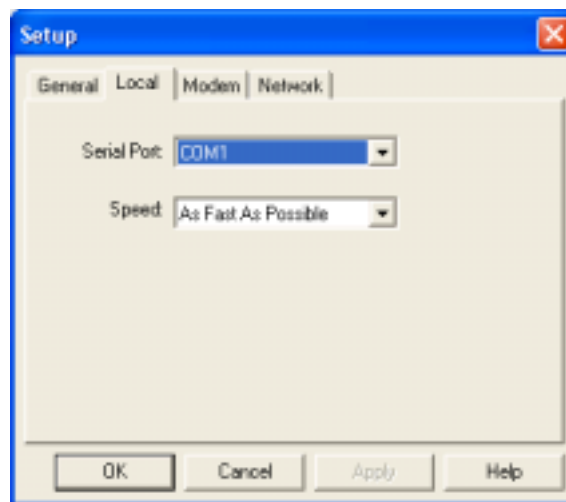 Setup
General Local Modem Network
Serial Port: COM1
Speed: As Fast As Possible
OK Cancel Apply Help